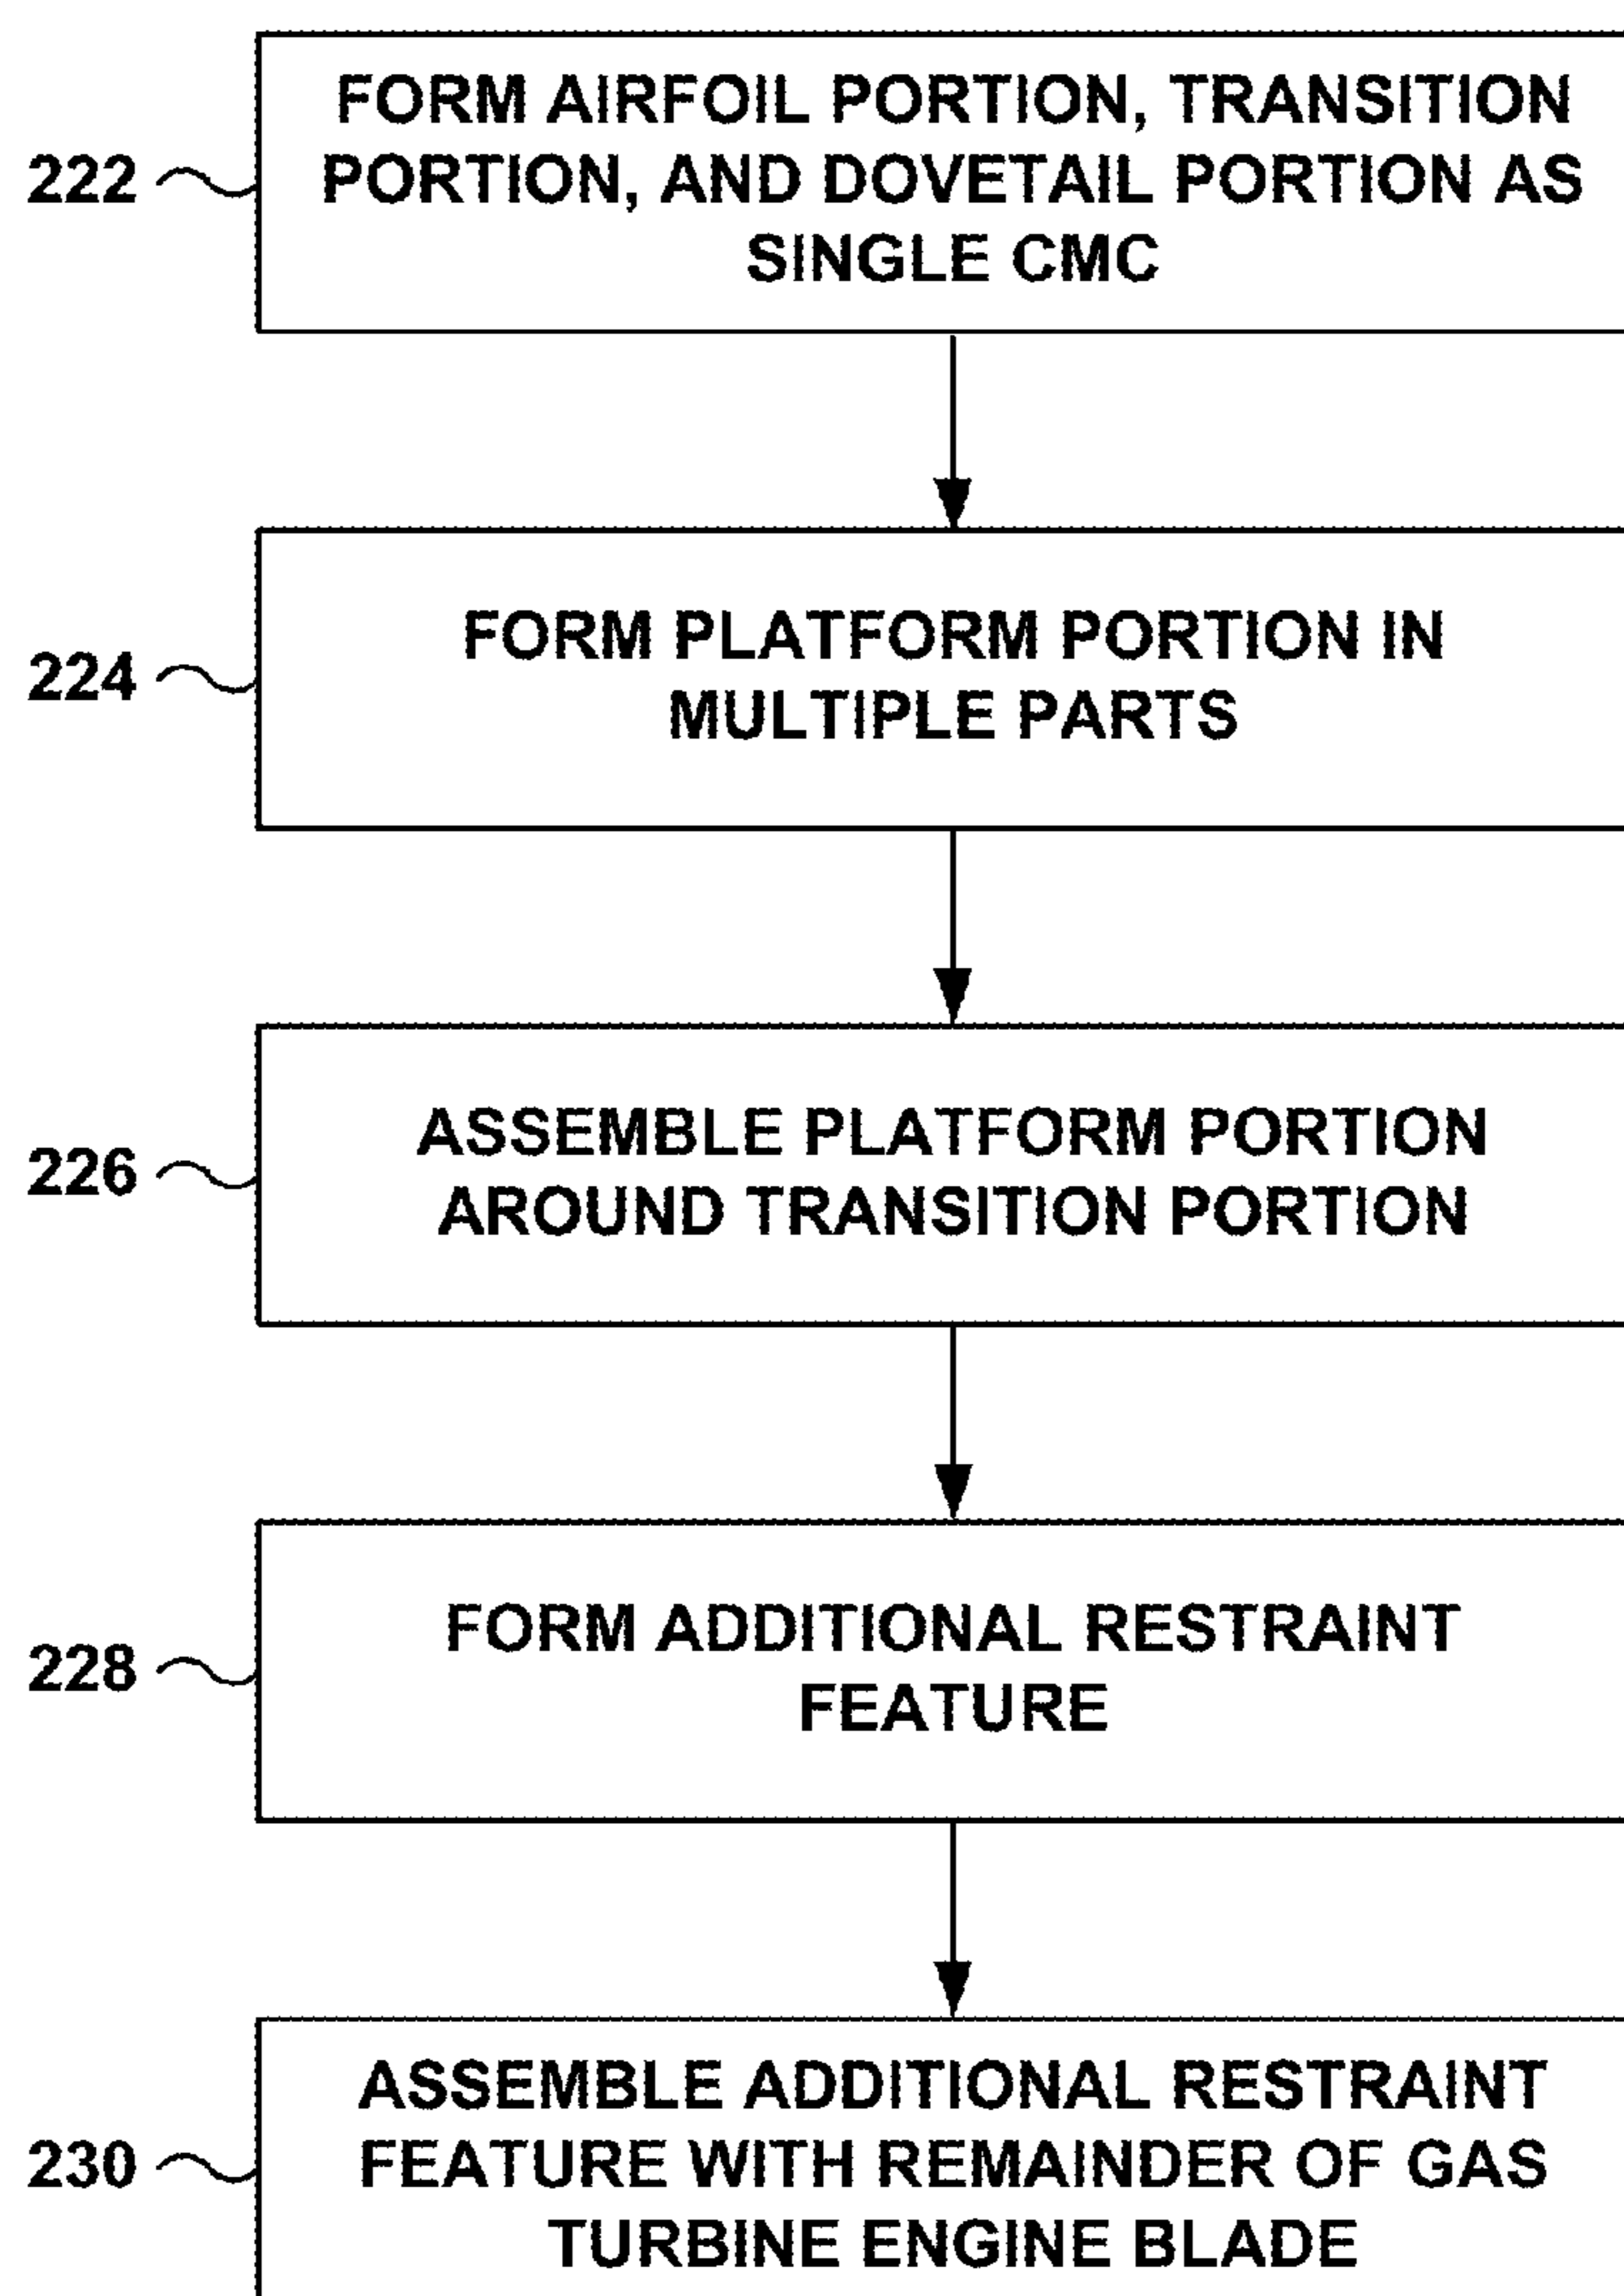 FORM AIRFOIL PORTION, TRANSITION
222 PORTION, AND DOVETAIL PORTION AS
SINGLE CMC
FORM PLATFORM PORTION IN
224
MULTIPLE PARTS
ASSEMBLE PLATFORM PORTION
226
AROUND TRANSITION PORTION
FORM ADDITIONAL RESTRAINT
228
FEATURE
ASSEMBLE ADDITIONAL RESTRAINT
230 FEATURE WITH REMAINDER OF GAS
TURBINE ENGINE BLADE